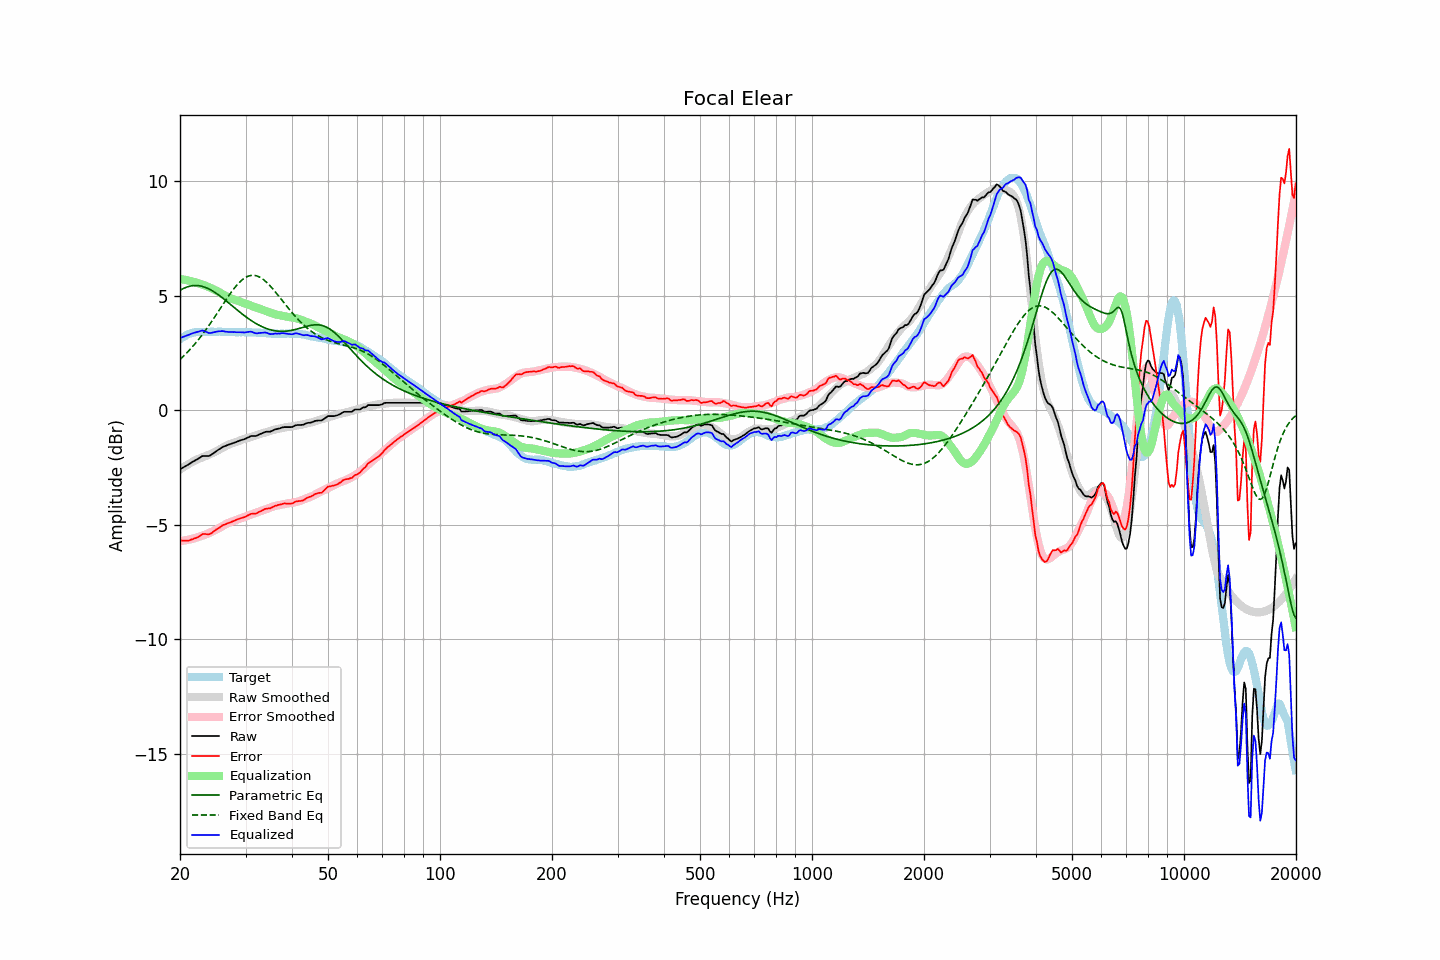 Focal Elear
Amplitude (dBr)
10
5
0
−5
−10
−15
Target
Raw Smoothed
Error Smoothed
Raw
Error
Equalization
Parametric Eq
Fixed Band Eq
Equalized
20 50 100 200 500 1000 2000 5000 10000 20000
Frequency (Hz)